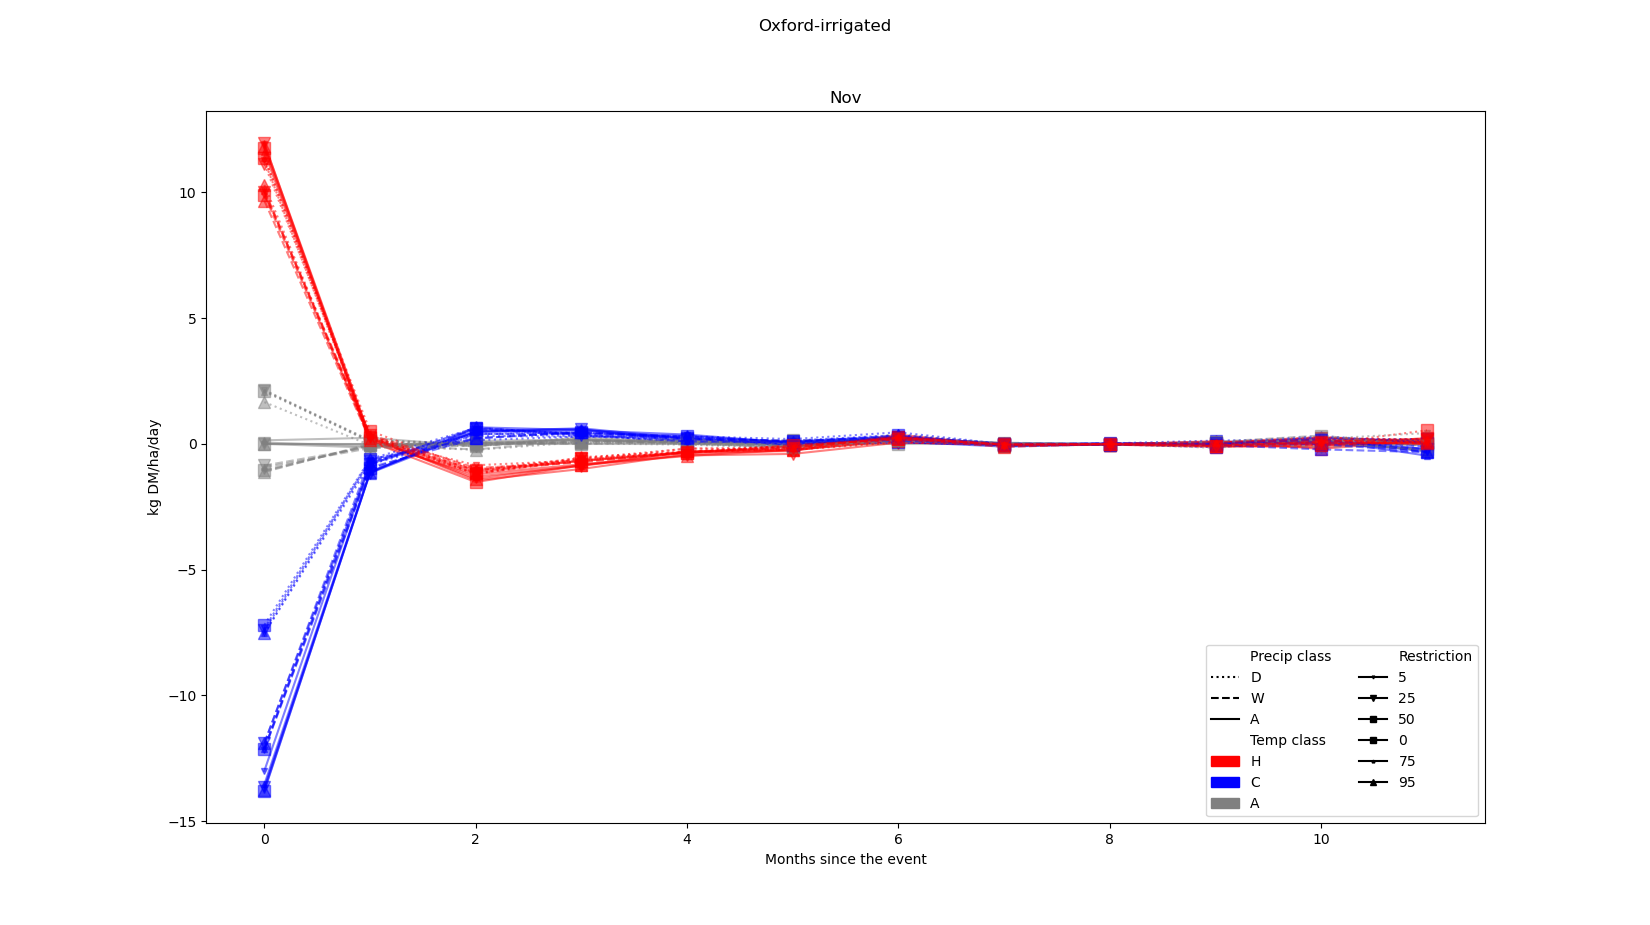 Oxford-irrigated
Nov
10
5
0
−5
−10
−15
kg DM/ha/day
0 2 4 6 8 10
Months since the event
Precip class
D
W
A
Temp class
H
C
A
Restriction
5
25
50
0
75
95